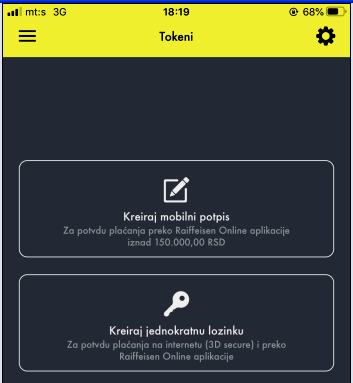 mt:s 3G 18:19 68%
Tokeni
Kreiraj mobilni potpis
Za potvdu plaćanja preko Raiffeisen Online aplikacije
iznad 150.000,00 RSD
Kreiraj jednokratnu lozinku
Za potvdu plaćanja na internetu (3D secure) i preko
Raiffeisen Online aplikacije